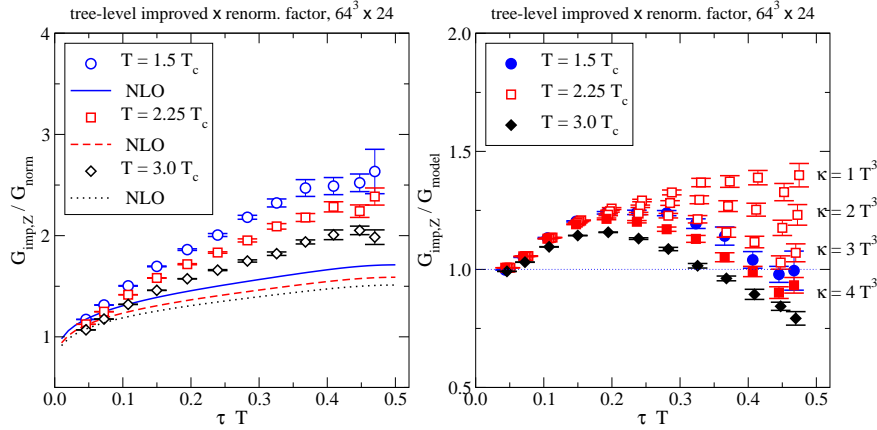 tree-level improved x renorm. factor, 64³ x 24
G_imp,Z / G_norm
4
3
2
1
T = 1.5 T_c
NLO
T = 2.25 T_c
NLO
T = 3.0 T_c
NLO
0.0 0.1 0.2 0.3 0.4 0.5
τ T
tree-level improved x renorm. factor, 64³ x 24
G_imp,Z / G_model
2.0
1.5
1.0
0.5
T = 1.5 T_c
T = 2.25 T_c
T = 3.0 T_c
κ = 1 T³
κ = 2 T³
κ = 3 T³
κ = 4 T³
0.0 0.1 0.2 0.3 0.4 0.5
τ T